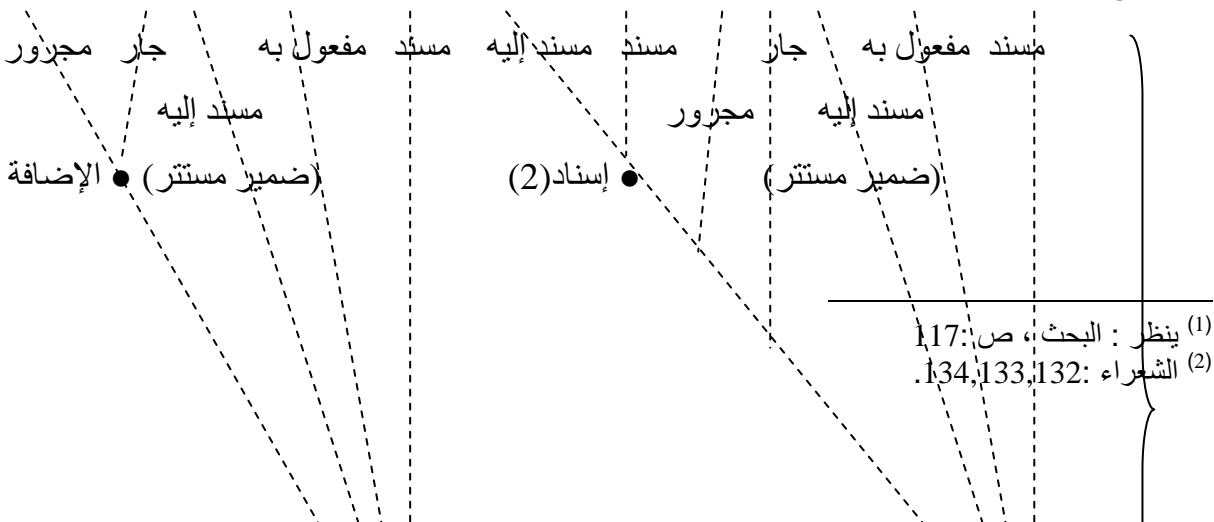 مسند مفعول به جار مسند مسند إليه مسند مفعول به جار مجرور
مسند إليه مجرور مسند إليه
(ضمير مستتر) ● إسناد(2) (ضمير مستتر) ● الإضافة
(1) ينظر : البحث ، ص :117
(2) الشعراء :134,133,132.